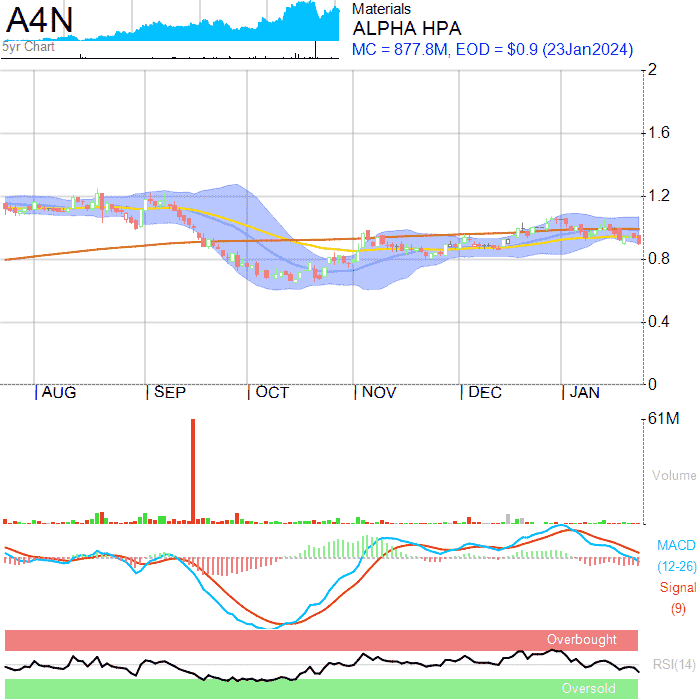 A4N
5yr Chart
Materials
ALPHA HPA
MC = 877.8M, EOD = $0.9 (23Jan2024)
2
1.6
1.2
0.8
0.4
0
AUG SEP OCT NOV DEC JAN
61M
Volume
MACD
(12-26)
Signal
(9)
Overbought
RSI(14)
Oversold